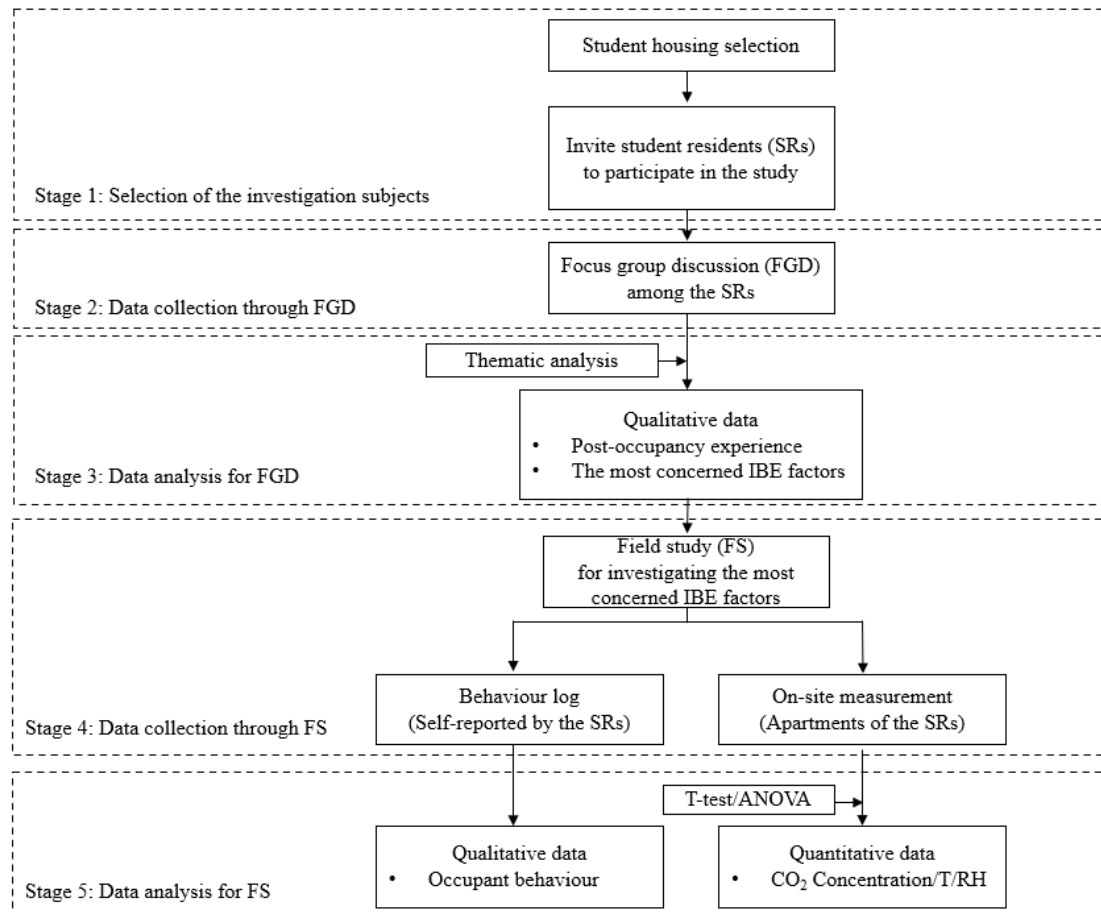 Student housing selection
Invite student residents (SRs)
to participate in the study
Stage 1: Selection of the investigation subjects
Focus group discussion (FGD)
among the SRs
Stage 2: Data collection through FGD
Thematic analysis
Qualitative data
• Post-occupancy experience
• The most concerned IBE factors
Stage 3: Data analysis for FGD
Field study (FS)
for investigating the most
concerned IBE factors
Behaviour log
(Self-reported by the SRs)
On-site measurement
(Apartments of the SRs)
Stage 4: Data collection through FS
T-test/ANOVA
Qualitative data
• Occupant behaviour
Quantitative data
• CO₂ Concentration/T/RH
Stage 5: Data analysis for FS